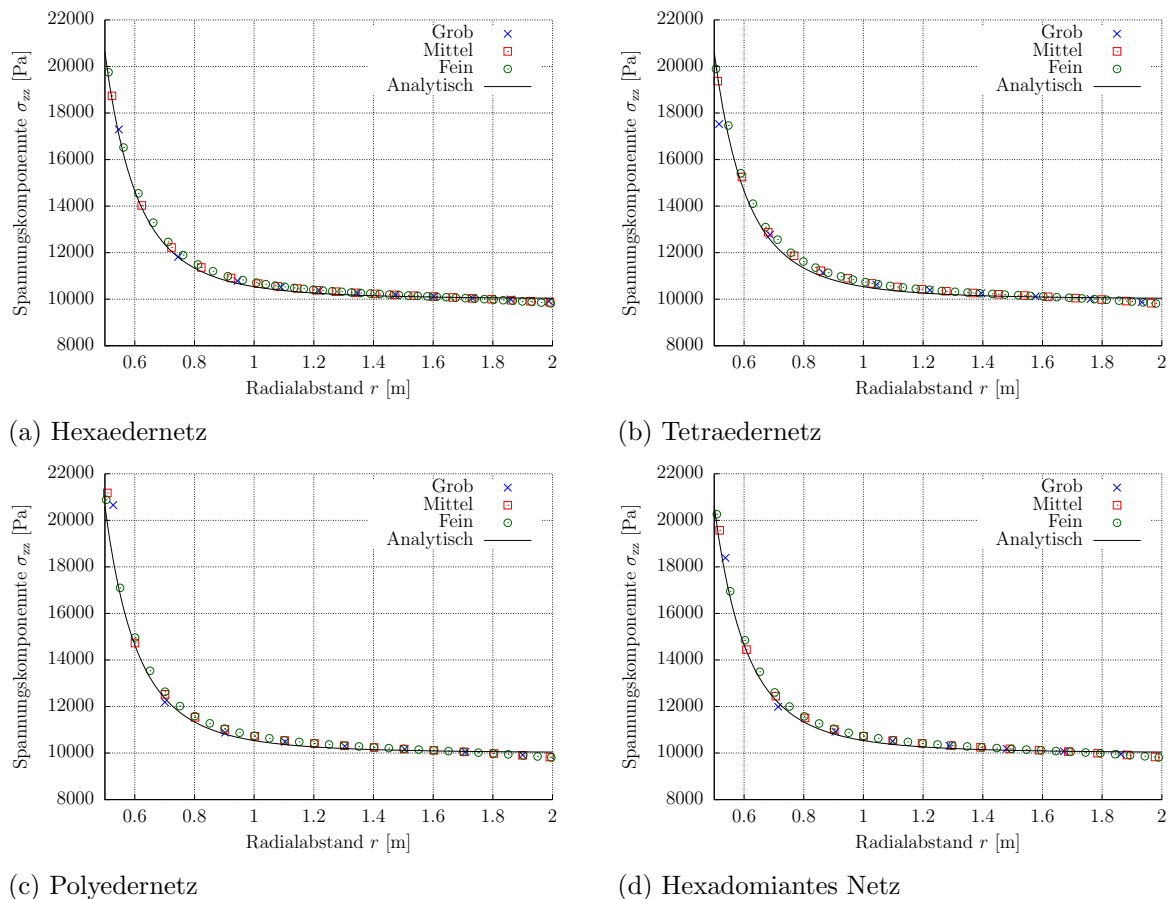 22000
20000
18000
16000
14000
12000
10000
8000
Spannungskomponennte σzz [Pa]
Grob
Mittel
Fein
Analytisch
0.6 0.8 1 1.2 1.4 1.6 1.8 2
Radialabstand r [m]
(a) Hexaedernetz
22000
20000
18000
16000
14000
12000
10000
8000
Spannungskomponennte σzz [Pa]
Grob
Mittel
Fein
Analytisch
0.6 0.8 1 1.2 1.4 1.6 1.8 2
Radialabstand r [m]
(b) Tetraedernetz
22000
20000
18000
16000
14000
12000
10000
8000
Spannungskomponennte σzz [Pa]
Grob
Mittel
Fein
Analytisch
0.6 0.8 1 1.2 1.4 1.6 1.8 2
Radialabstand r [m]
(c) Polyedernetz
22000
20000
18000
16000
14000
12000
10000
8000
Spannungskomponennte σzz [Pa]
Grob
Mittel
Fein
Analytisch
0.6 0.8 1 1.2 1.4 1.6 1.8 2
Radialabstand r [m]
(d) Hexadomiantes Netz